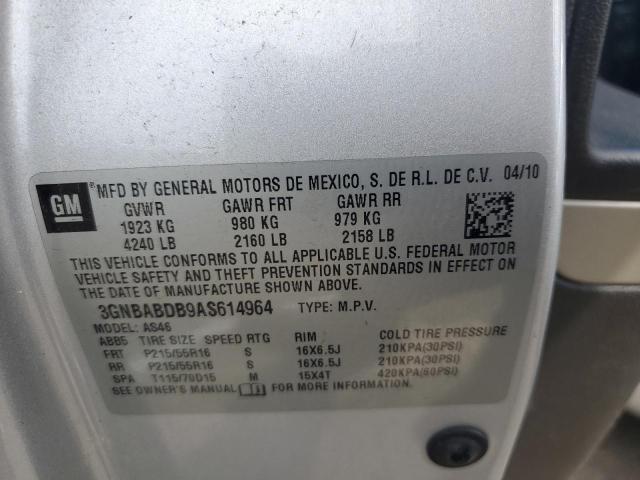 GM ® MFD BY GENERAL MOTORS DE MEXICO, S. DE R.L. DE C.V. 04/10
GVWR GAWR FRT GAWR RR
1923 KG 980 KG 979 KG
4240 LB 2160 LB 2158 LB
THIS VEHICLE CONFORMS TO ALL APPLICABLE U.S. FEDERAL MOTOR
VEHICLE SAFETY AND THEFT PREVENTION STANDARDS IN EFFECT ON
THE DATE OF MANUFACTURE SHOWN ABOVE.
3GNBABDB9AS614964 TYPE: M.P.V.
MODEL: AS46
ABB5 TIRE SIZE SPEED RTG RIM COLD TIRE PRESSURE
FRT P215/55R16 S 16X6.5J 210KPA(30PSI)
RR P215/55R16 S 16X6.5J 210KPA(30PSI)
SPA T115/70D15 M 15X4T 420KPA(60PSI)
SEE OWNER'S MANUAL FOR MORE INFORMATION.